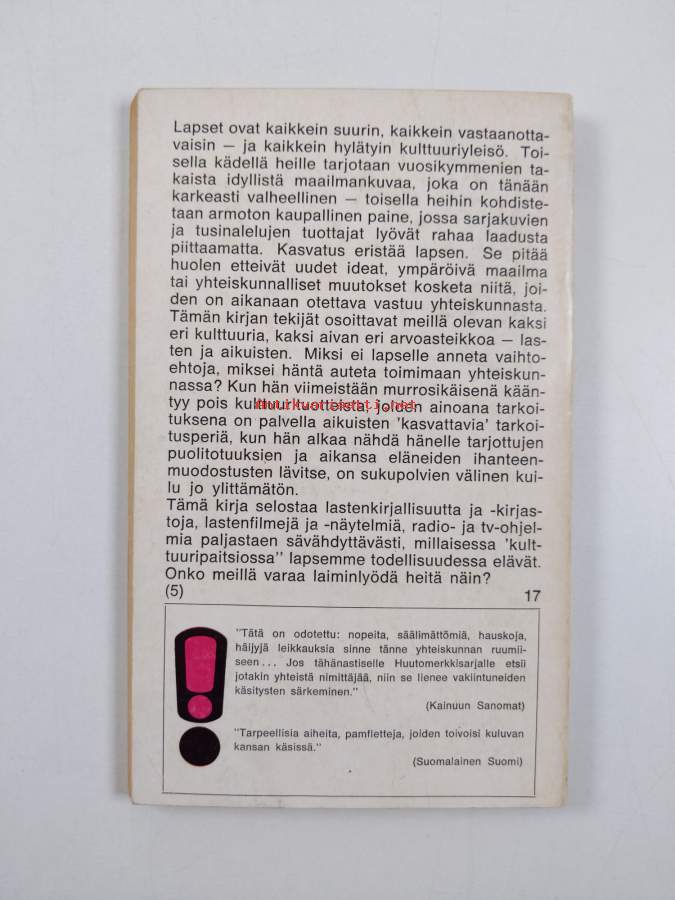 Lapset ovat kaikkein suurin, kaikkein vastaanotta-
vaisin — ja kaikkein hylätyin kulttuuriyleisö. Toi-
sella kädellä heille tarjotaan vuosikymmenien ta-
kaista idyllistä maailmankuvaa, joka on tänään
karkeasti valheellinen — toisella heihin kohdiste-
taan armoton kaupallinen paine, jossa sarjakuvien
ja tusinalelujen tuottajat lyövät rahaa laadusta
piittaamatta. Kasvatus eristää lapsen. Se pitää
huolen etteivät uudet ideat, ympäröivä maailma
tai yhteiskunnalliset muutokset kosketa niitä, joi-
den on aikanaan otettava vastuu yhteiskunnasta.
Tämän kirjan tekijät osoittavat meillä olevan kaksi
eri kulttuuria, kaksi aivan eri arvoasteikkoa — las-
ten ja aikuisten. Miksi ei lapselle anneta vaihto-
ehtoja, miksei häntä auteta toimimaan yhteiskun-
nassa? Kun hän viimeistään murrosikäisenä kään-
tyy pois kulttuurituotteista, joiden ainoana tarkoi-
tuksena on palvella aikuisten 'kasvattavia' tarkoi-
tusperiä, kun hän alkaa nähdä hänelle tarjottujen
puolitotuuksien ja aikansa eläneiden ihanteen-
muodostusten lävitse, on sukupolvien välinen kui-
lu jo ylittämätön.
Tämä kirja selostaa lastenkirjallisuutta ja -kirjas-
toja, lastenfilmejä ja -näytelmiä, radio- ja tv-ohjel-
mia paljastaen sävähdyttävästi, millaisessa 'kult-
tuuripaitsiossa" lapsemme todellisuudessa elävät.
Onko meillä varaa laiminlyödä heitä näin?
(5) 17
"Tätä on odotettu: nopeita, säälimättömiä, hauskoja,
häijyjä leikkauksia sinne tänne yhteiskunnan ruumii-
seen... Jos tähänastiselle Huutomerkkisarjalle etsii
jotakin yhteistä nimittäjää, niin se lienee vakiintuneiden
käsitysten särkeminen."
(Kainuun Sanomat)
"Tarpeellisia aiheita, pamfletteja, joiden toivoisi kuluvan
kansan käsissä."
(Suomalainen Suomi)